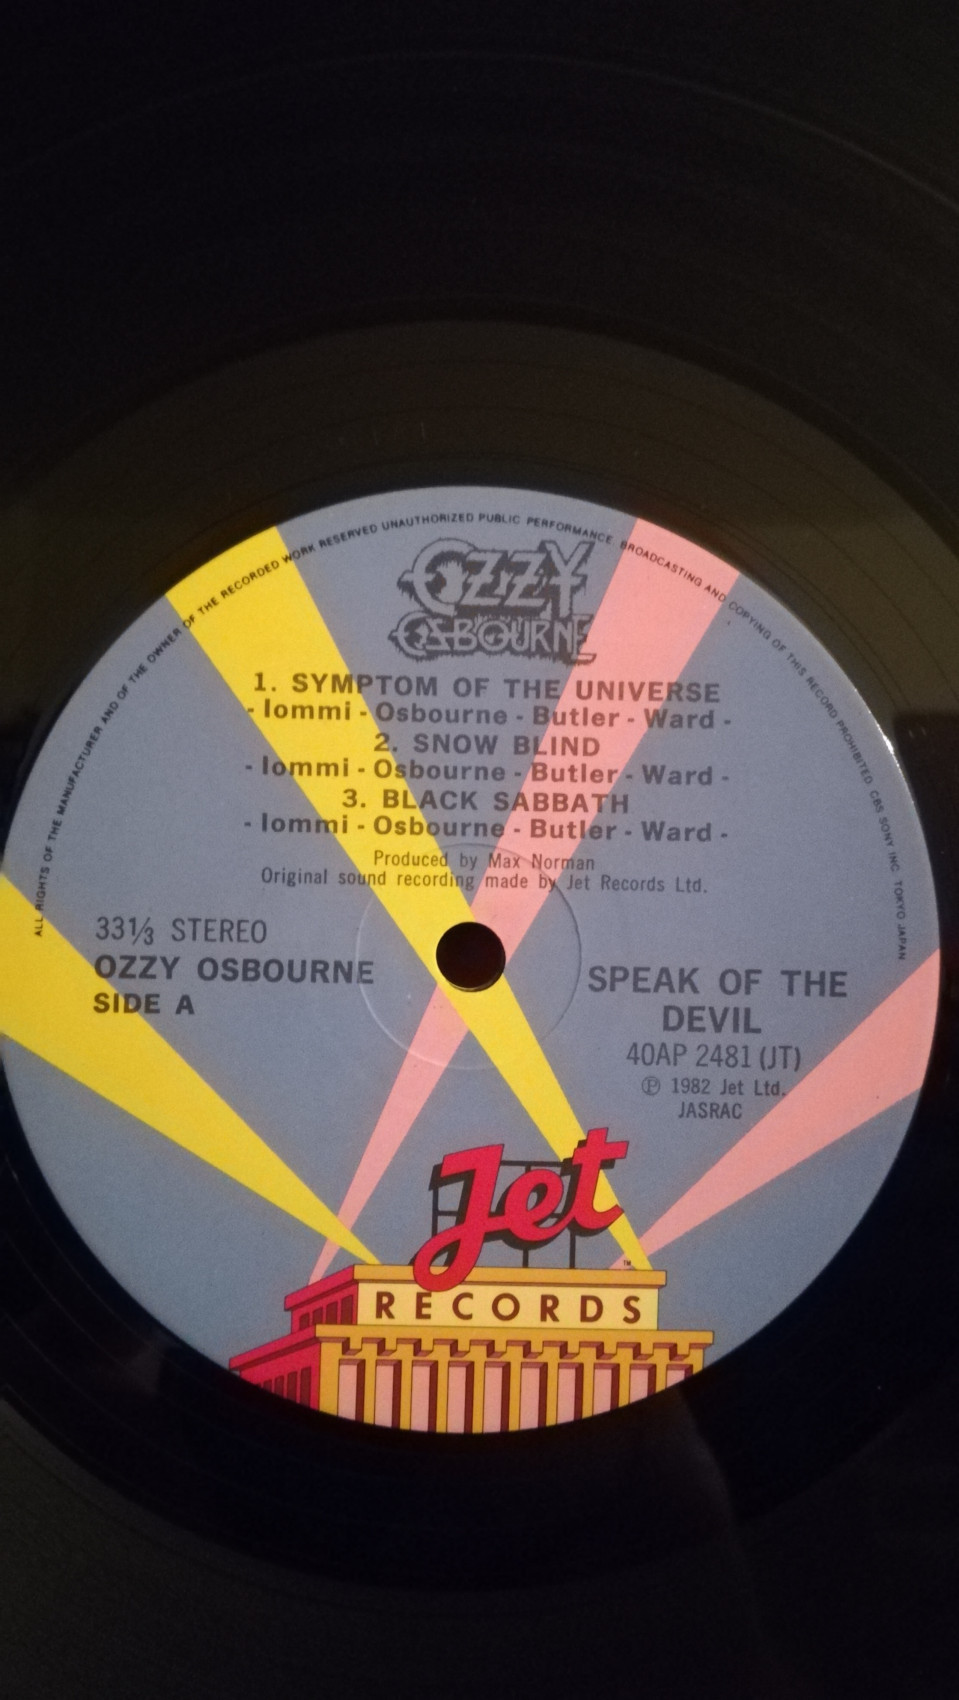 ALL RIGHTS OF THE MANUFACTURER AND OF THE OWNER OF THE RECORDED WORK RESERVED UNAUTHORIZED PUBLIC PERFORMANCE BROADCASTING AND COPYING OF THIS RECORD PROHIBITED CBS SONY INC. TOKYO JAPAN
OZZY
OSBOURNE
1. SYMPTOM OF THE UNIVERSE
- Iommi - Osbourne - Butler - Ward -
2. SNOW BLIND
- Iommi - Osbourne - Butler - Ward -
3. BLACK SABBATH
- Iommi - Osbourne - Butler - Ward -
Produced by Max Norman
Original sound recording made by Jet Records Ltd.
33⅓ STEREO
OZZY OSBOURNE
SIDE A
SPEAK OF THE
DEVIL
40AP 2481 (JT)
Ⓟ 1982 Jet Ltd.
JASRAC
Jet
TM
RECORDS